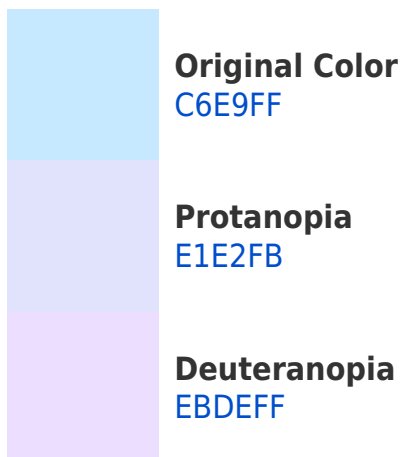 Original Color
C6E9FF
Protanopia
E1E2FB
Deuteranopia
EBDEFF